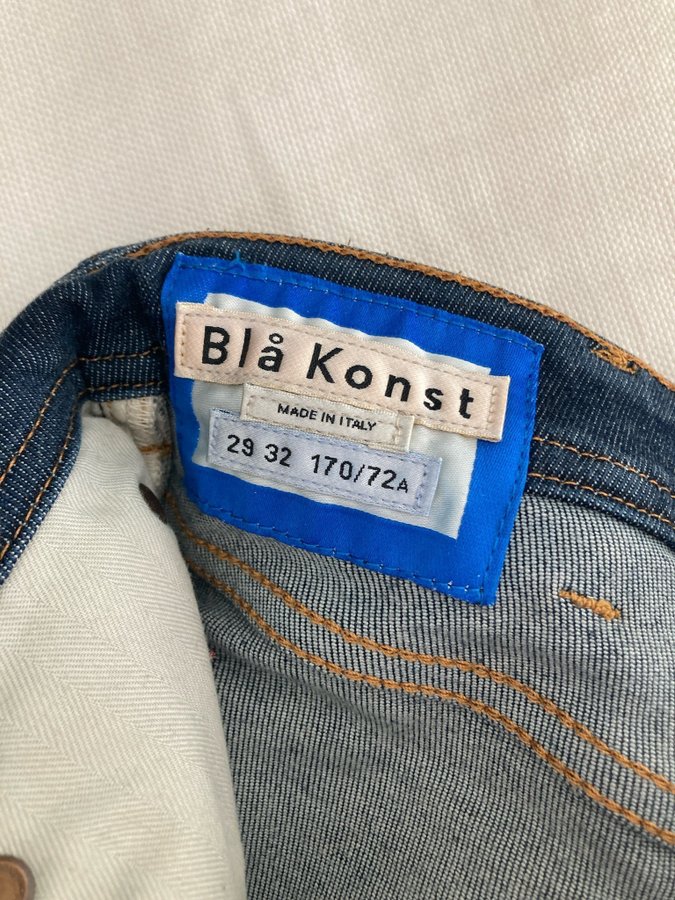 Blå Konst
MADE IN ITALY
29 32 170/72A